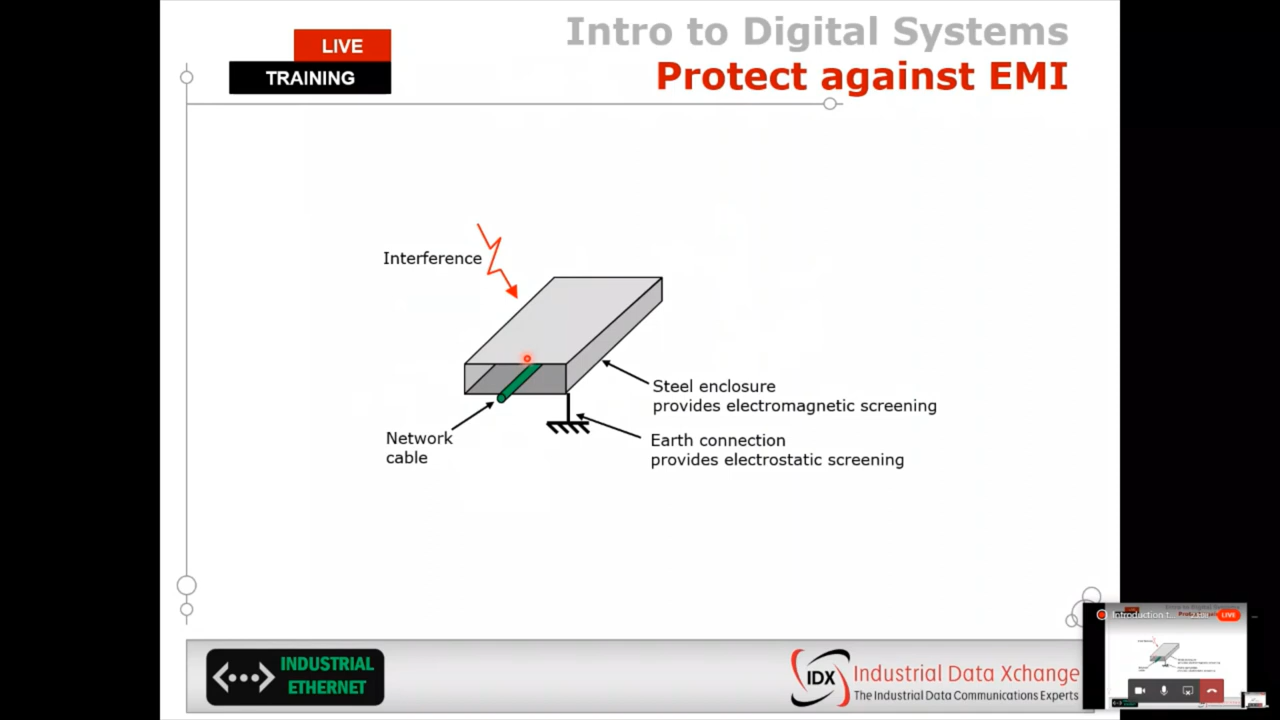 LIVE
TRAINING
Intro to Digital Systems
Protect against EMI
Interference
Steel enclosure
provides electromagnetic screening
Network
cable
Earth connection
provides electrostatic screening
INDUSTRIAL
ETHERNET
IDX
Industrial Data Xchange
The Industrial Data Communications Experts
LIVE